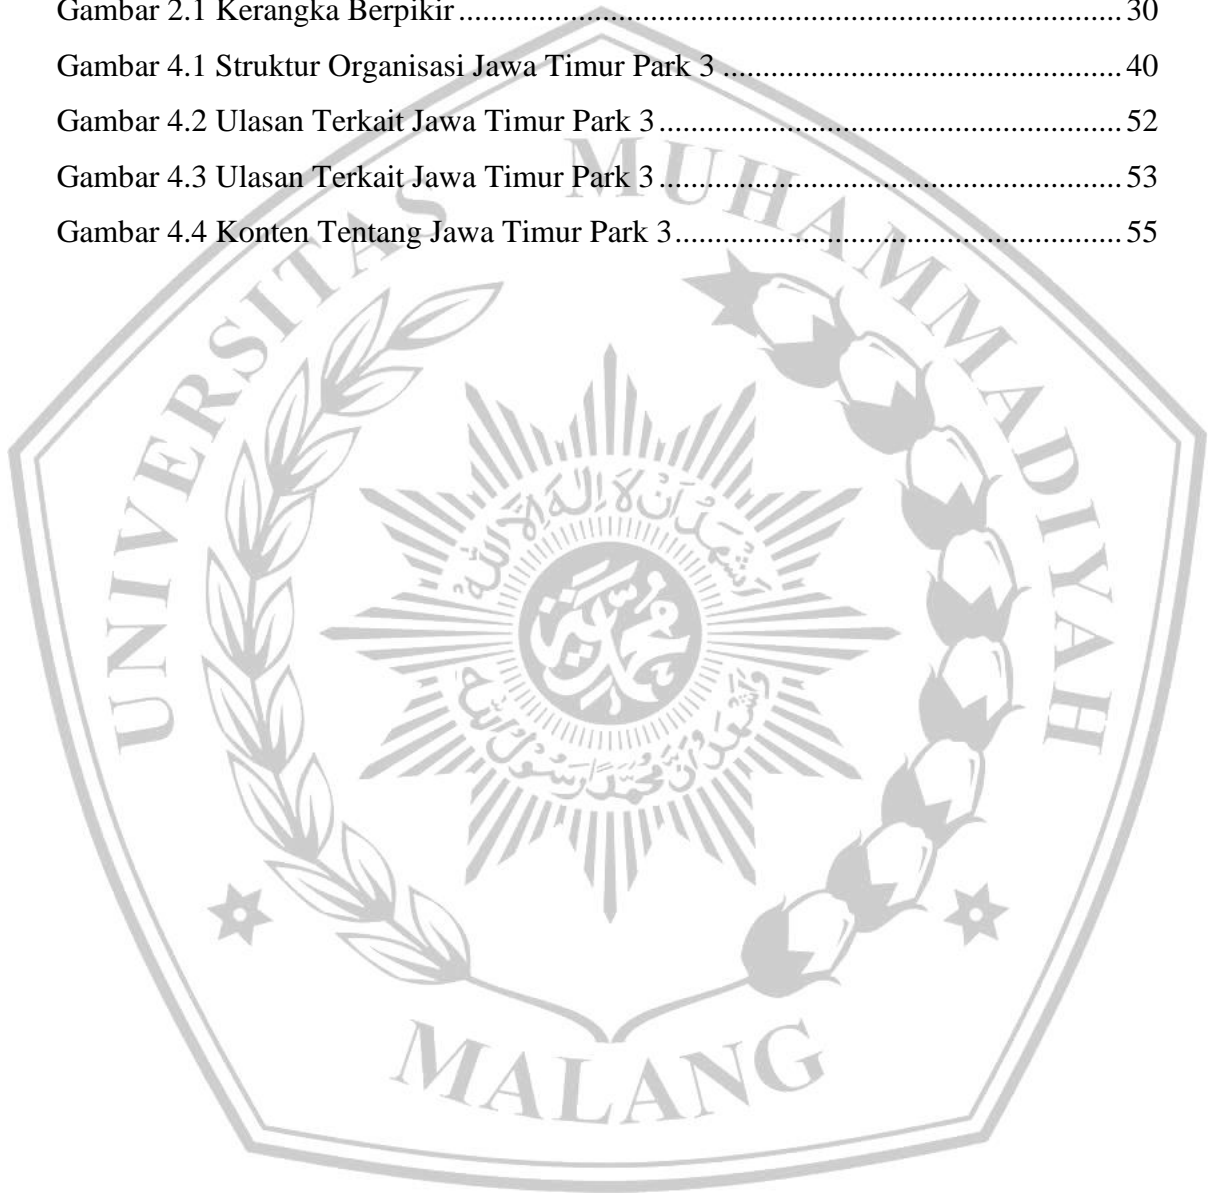 Gambar 2.1 Kerangka Berpikir .................................................................................... 30
Gambar 4.1 Struktur Organisasi Jawa Timur Park 3 .................................................. 40
Gambar 4.2 Ulasan Terkait Jawa Timur Park 3 .......................................................... 52
Gambar 4.3 Ulasan Terkait Jawa Timur Park 3 .......................................................... 53
Gambar 4.4 Konten Tentang Jawa Timur Park 3 ........................................................ 55
UNIVERSITAS MUHAMMADIYAH
MALANG